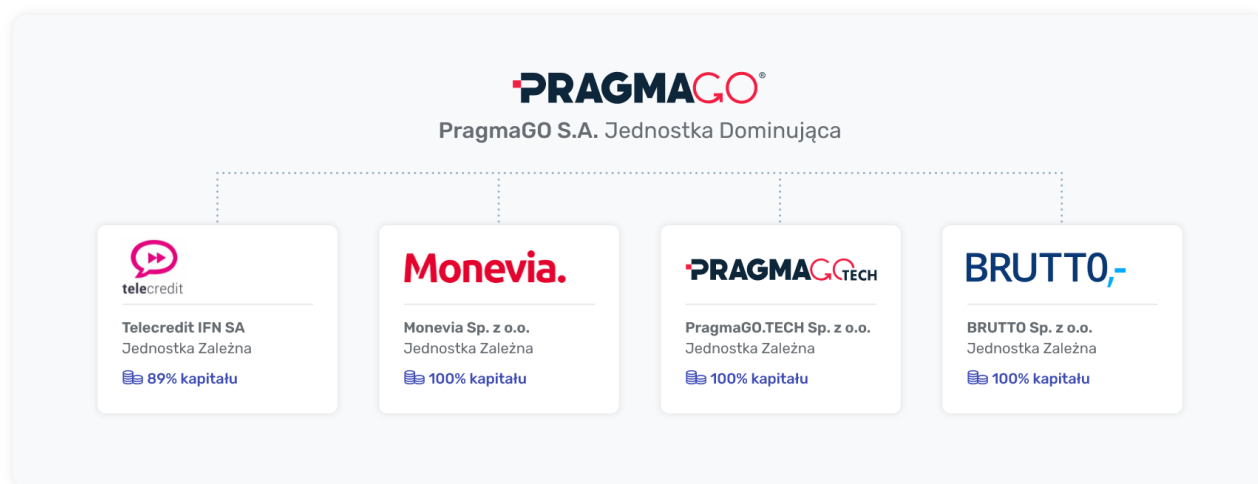 PRAGMAGO®
PragmaGO S.A. Jednostka Dominująca
telecredit
Telecredit IFN SA
Jednostka Zależna
89% kapitału
Monevia.
Monevia Sp. z o.o.
Jednostka Zależna
100% kapitału
PRAGMAGO TECH
PragmaGO.TECH Sp. z o.o.
Jednostka Zależna
100% kapitału
BRUTTO,-
BRUTTO Sp. z o.o.
Jednostka Zależna
100% kapitału